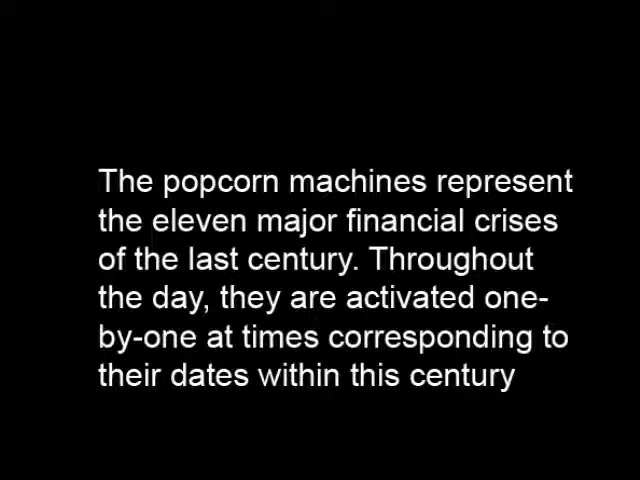 The popcorn machines represent
the eleven major financial crises
of the last century. Throughout
the day, they are activated one-
by-one at times corresponding to
their dates within this century